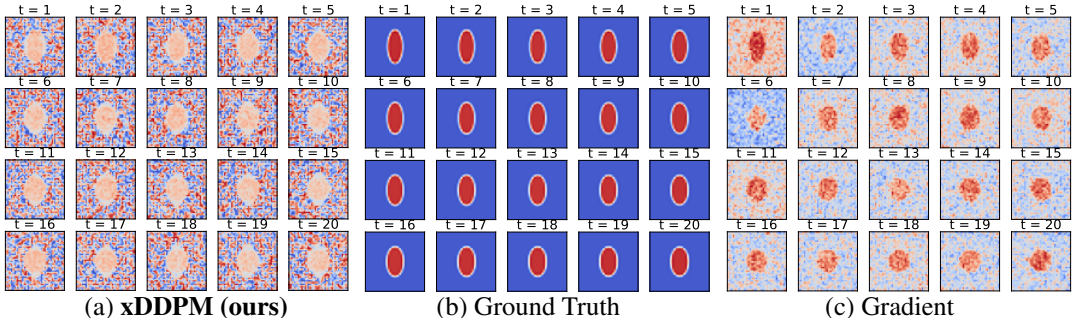 t = 1 t = 2 t = 3 t = 4 t = 5 t = 1 t = 2 t = 3 t = 4 t = 5 t = 1 t = 2 t = 3 t = 4 t = 5
t = 6 t = 7 t = 8 t = 9 t = 10 t = 6 t = 7 t = 8 t = 9 t = 10 t = 6 t = 7 t = 8 t = 9 t = 10
t = 11 t = 12 t = 13 t = 14 t = 15 t = 11 t = 12 t = 13 t = 14 t = 15 t = 11 t = 12 t = 13 t = 14 t = 15
t = 16 t = 17 t = 18 t = 19 t = 20 t = 16 t = 17 t = 18 t = 19 t = 20 t = 16 t = 17 t = 18 t = 19 t = 20
(a) xDDPM (ours) (b) Ground Truth (c) Gradient